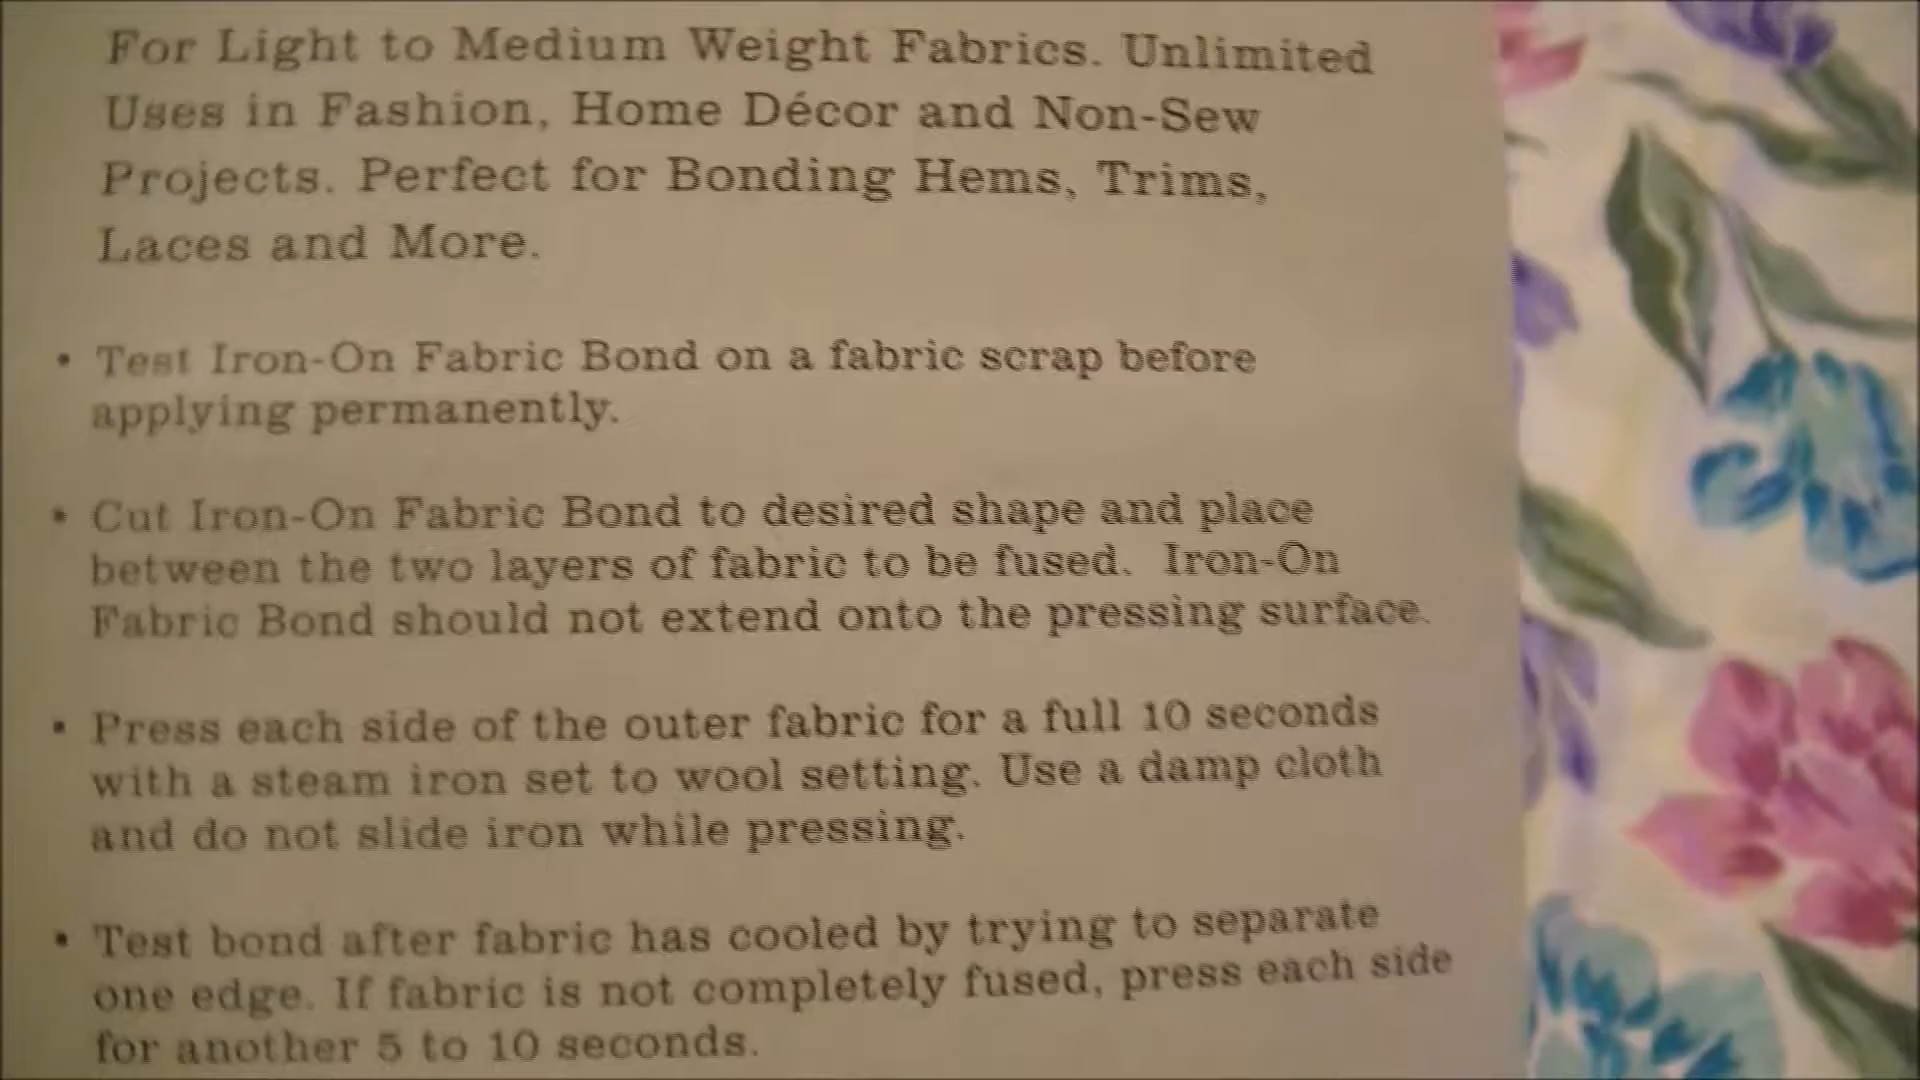 For Light to Medium Weight Fabrics. Unlimited
Uses in Fashion, Home Décor and Non-Sew
Projects. Perfect for Bonding Hems, Trims,
Laces and More.
• Test Iron-On Fabric Bond on a fabric scrap before
applying permanently.
• Cut Iron-On Fabric Bond to desired shape and place
between the two layers of fabric to be fused. Iron-On
Fabric Bond should not extend onto the pressing surface.
• Press each side of the outer fabric for a full 10 seconds
with a steam iron set to wool setting. Use a damp cloth
and do not slide iron while pressing.
• Test bond after fabric has cooled by trying to separate
one edge. If fabric is not completely fused, press each side
for another 5 to 10 seconds.